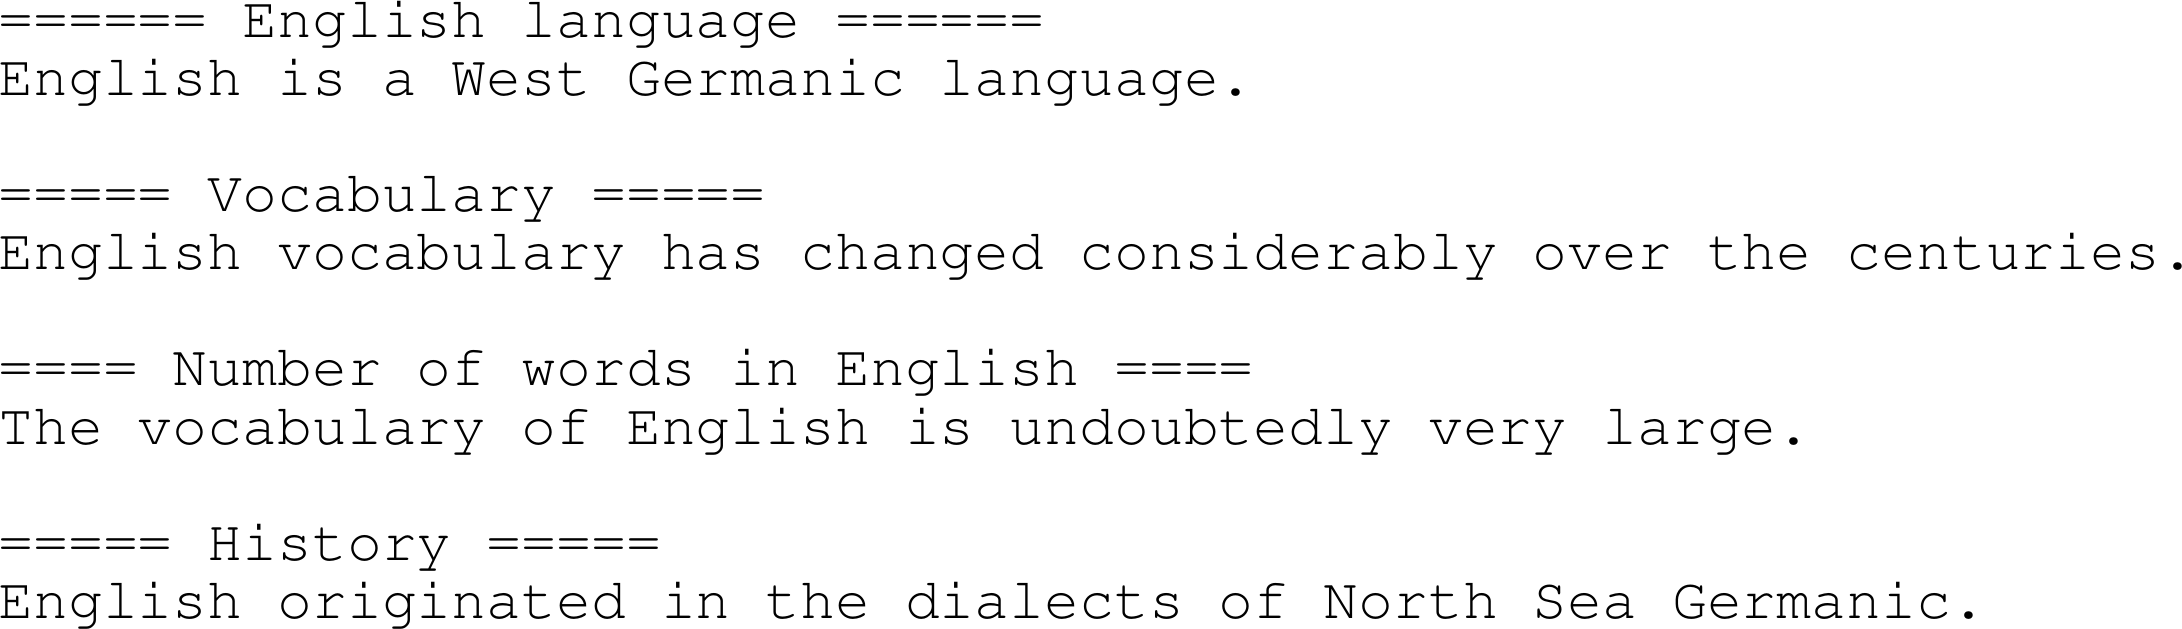 ====== English language ======
English is a West Germanic language.

===== Vocabulary =====
English vocabulary has changed considerably over the centuries.

==== Number of words in English ====
The vocabulary of English is undoubtedly very large.

===== History =====
English originated in the dialects of North Sea Germanic.